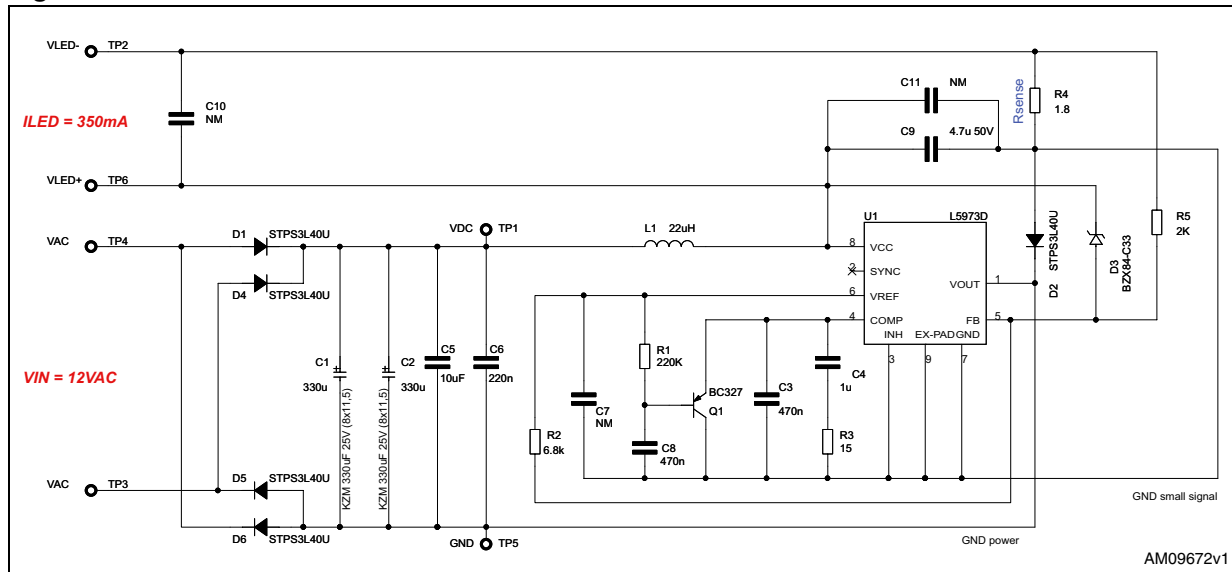 VLED-
TP2
C10
NM
ILED = 350mA
VLED+
TP6
VAC
TP4
D1
STPS3L40U
D4
STPS3L40U
VDC
TP1
L1
22uH
C11
NM
C9
4.7u 50V
Rsense
R4
1.8
R5
2K
U1
L5973D
8
VCC
2
SYNC
6
VREF
4
COMP
VOUT
1
FB
5
INH
EX-PAD
GND
3
9
7
D2
STPS3L40U
D3
BZX84-C33
VIN = 12VAC
C1
330u
KZM 330uF 25V (8x11,5)
C2
330u
KZM 330uF 25V (8x11,5)
C5
10uF
C6
220n
R1
220K
BC327
Q1
C3
470n
C4
1u
C7
NM
R2
6.8k
C8
470n
R3
15
VAC
TP3
D5
STPS3L40U
D6
STPS3L40U
GND
TP5
GND small signal
GND power
AM09672v1